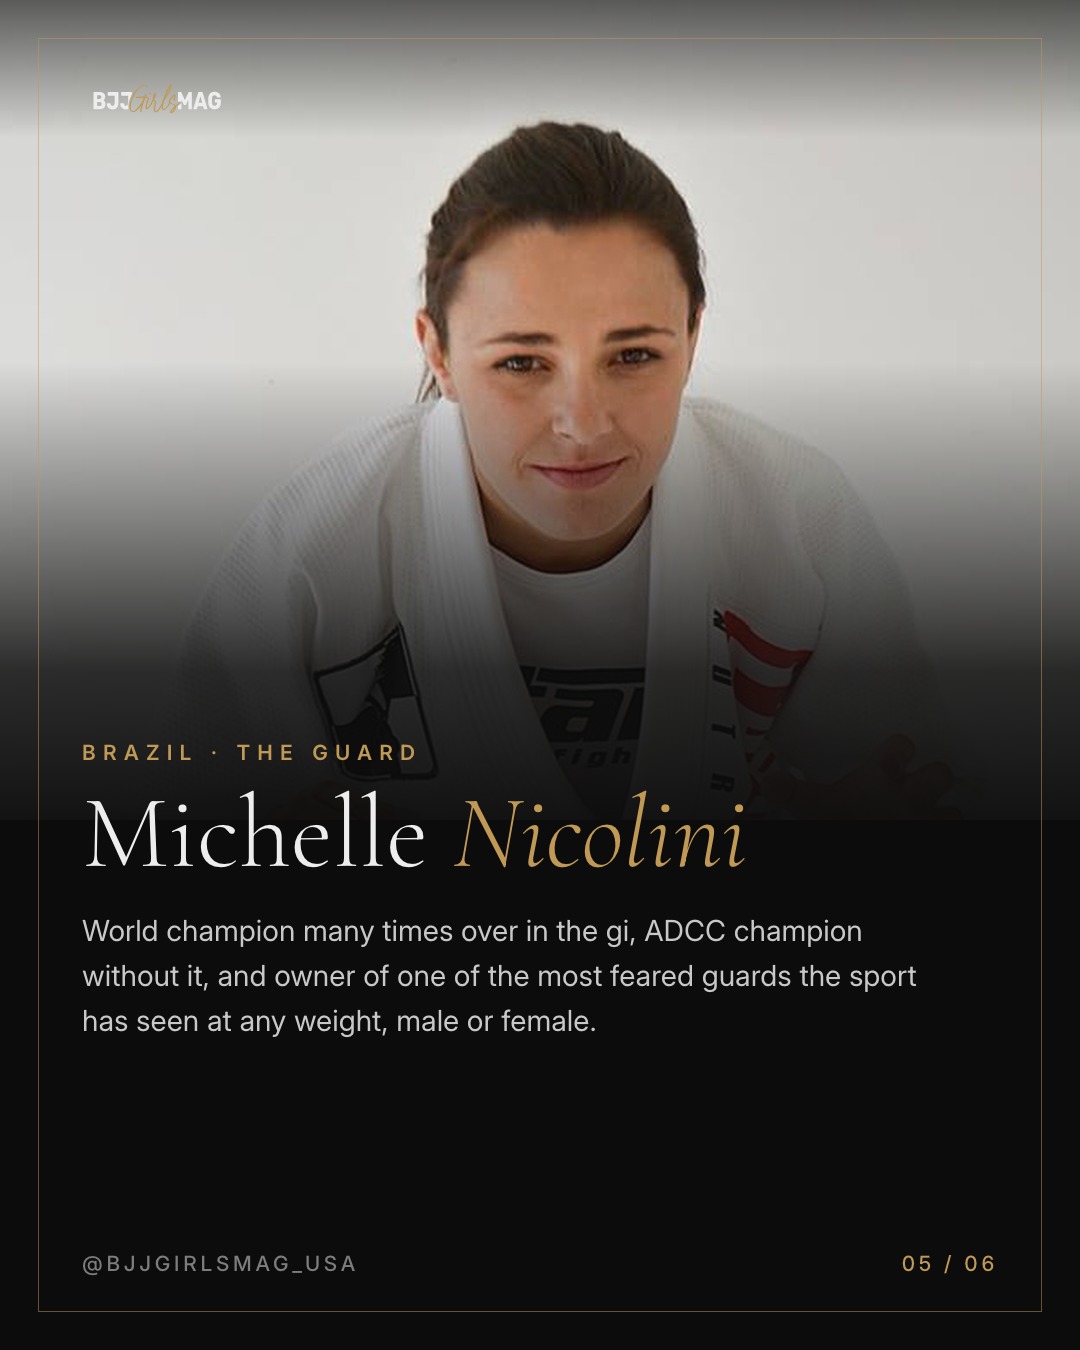 BJJGirlsMAG
BRAZIL · THE GUARD
Michelle Nicolini
World champion many times over in the gi, ADCC champion
without it, and owner of one of the most feared guards the sport
has seen at any weight, male or female.
@BJJGIRLSMAG_USA
05 / 06